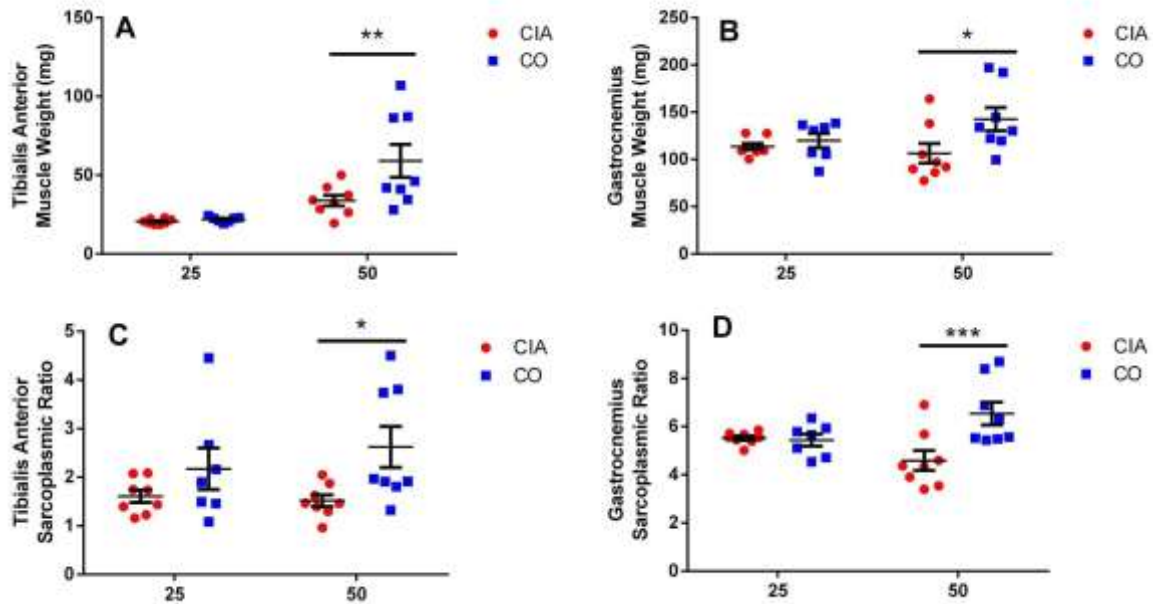 A
Tibialis Anterior
Muscle Weight (mg)
150
100
50
0
25
50
**
CIA
CO
B
Gastrocnemius
Muscle Weight (mg)
250
200
150
100
50
0
25
50
*
CIA
CO
C
Tibialis Anterior
Sarcoplasmic Ratio
5
4
3
2
1
0
25
50
*
CIA
CO
D
Gastrocnemius
Sarcoplasmic Ratio
10
8
6
4
2
0
25
50
***
CIA
CO